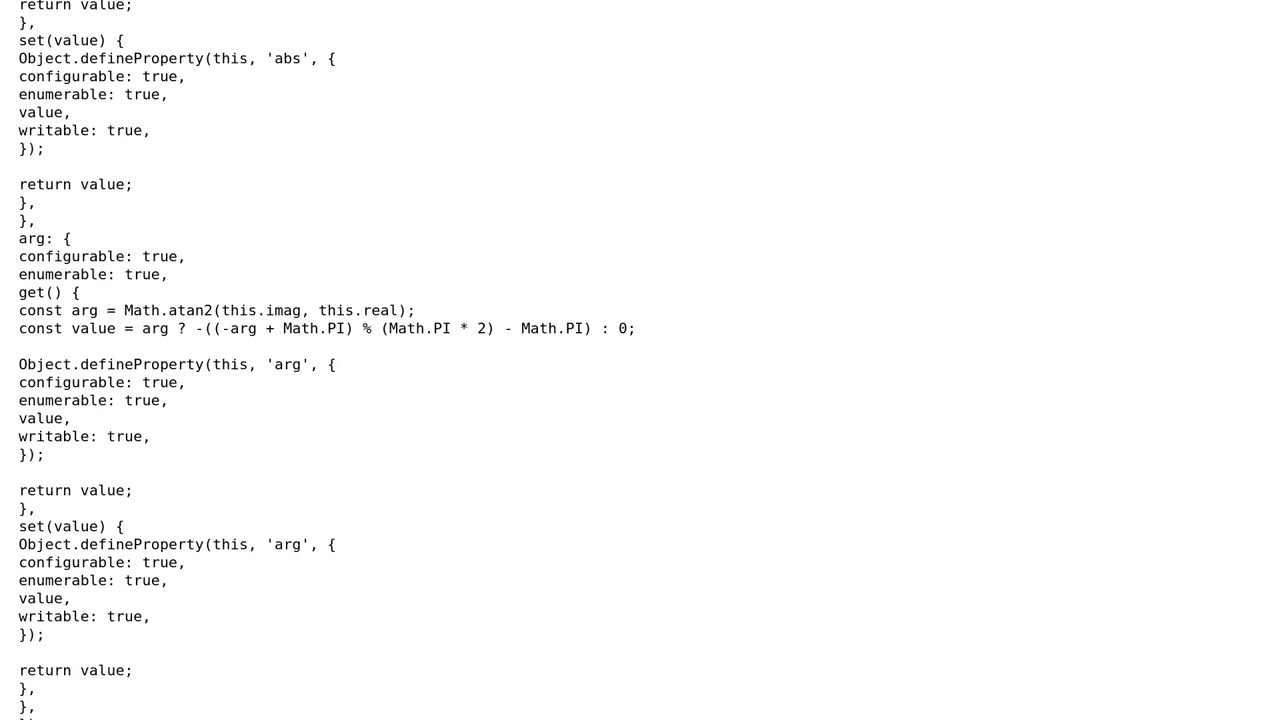 return value;
},
set(value) {
Object.defineProperty(this, 'abs', {
configurable: true,
enumerable: true,
value,
writable: true,
});

return value;
},
},
arg: {
configurable: true,
enumerable: true,
get() {
const arg = Math.atan2(this.imag, this.real);
const value = arg ? -((-arg + Math.PI) % (Math.PI * 2) - Math.PI) : 0;

Object.defineProperty(this, 'arg', {
configurable: true,
enumerable: true,
value,
writable: true,
});

return value;
},
set(value) {
Object.defineProperty(this, 'arg', {
configurable: true,
enumerable: true,
value,
writable: true,
});

return value;
},
},